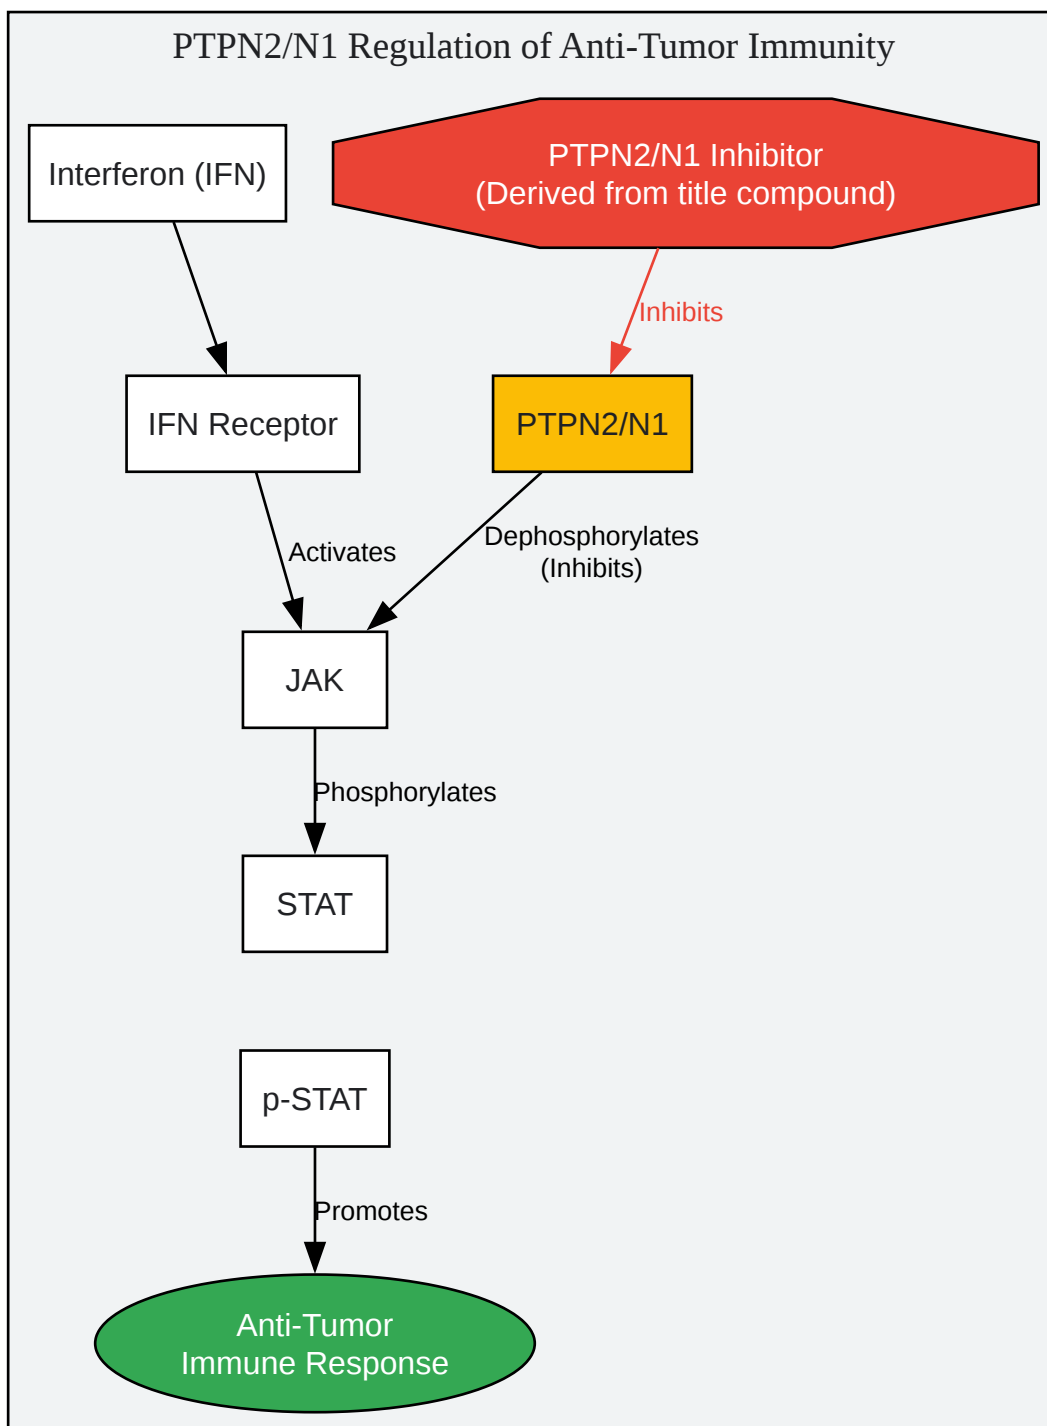 PTPN2/N1 Regulation of Anti-Tumor Immunity
Interferon (IFN)
PTPN2/N1 Inhibitor
(Derived from title compound)
Inhibits
IFN Receptor
PTPN2/N1
Activates
Dephosphorylates
(Inhibits)
JAK
Phosphorylates
STAT
p-STAT
Promotes
Anti-Tumor
Immune Response